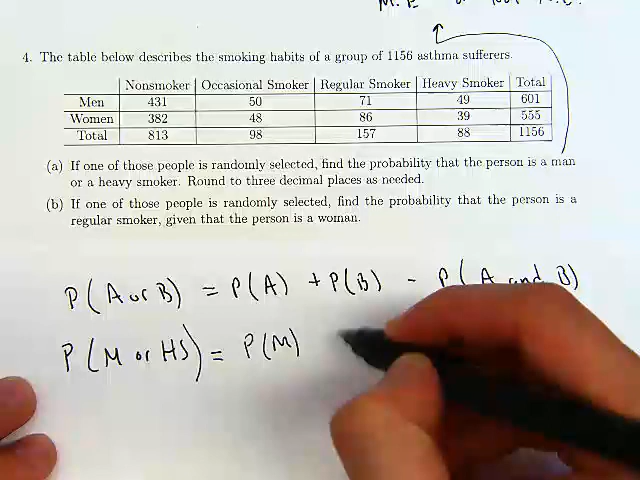 4. The table below describes the smoking habits of a group of 1156 asthma sufferers.
Nonsmoker Occasional Smoker Regular Smoker Heavy Smoker Total
Men 431 50 71 49 601
Women 382 48 86 39 555
Total 813 98 157 88 1156
(a) If one of those people is randomly selected, find the probability that the person is a man
or a heavy smoker. Round to three decimal places as needed.
(b) If one of those people is randomly selected, find the probability that the person is a
regular smoker, given that the person is a woman.
P(A or B) = P(A) + P(B) - P(A and B)
P(M or HS) = P(M)